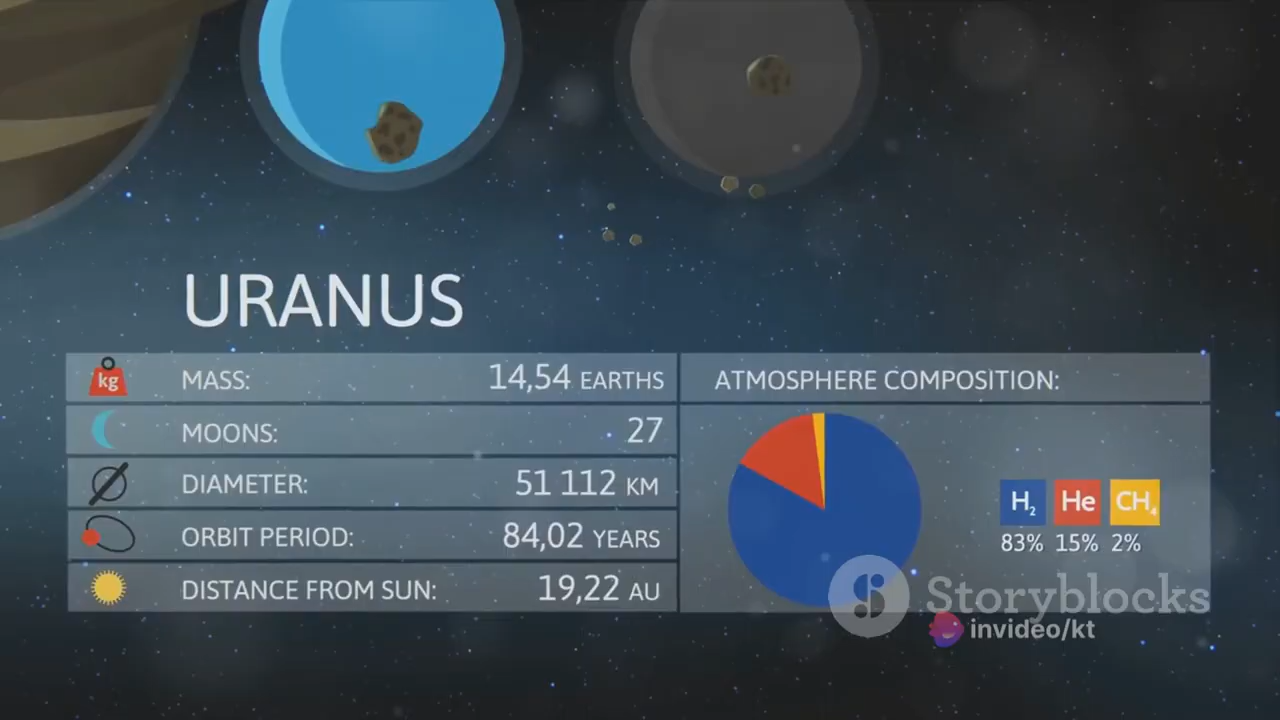 URANUS
kg
MASS: 14,54 EARTHS
MOONS: 27
DIAMETER: 51 112 KM
ORBIT PERIOD: 84,02 YEARS
DISTANCE FROM SUN: 19,22 AU
ATMOSPHERE COMPOSITION:
H₂ He CH₄
83% 15% 2%
Storyblocks
invideo/kt